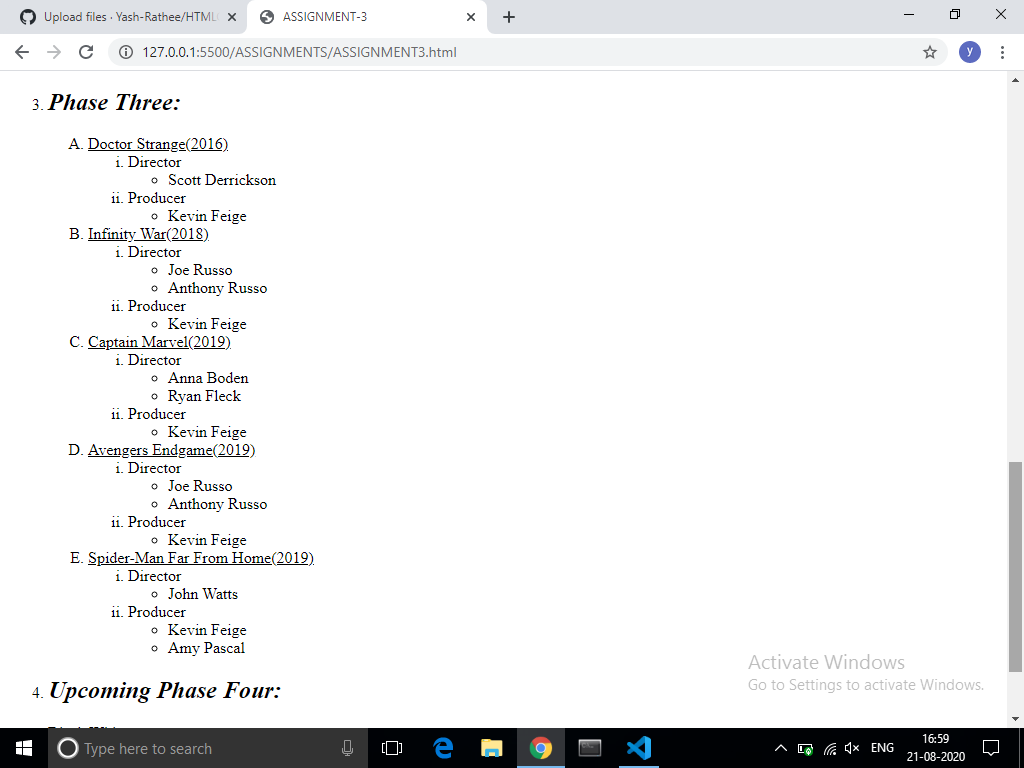 Upload files · Yash-Rathee/HTML
ASSIGNMENT-3
127.0.0.1:5500/ASSIGNMENTS/ASSIGNMENT3.html
y
3. Phase Three:
A. Doctor Strange(2016)
i. Director
Scott Derrickson
ii. Producer
Kevin Feige
B. Infinity War(2018)
i. Director
Joe Russo
Anthony Russo
ii. Producer
Kevin Feige
C. Captain Marvel(2019)
i. Director
Anna Boden
Ryan Fleck
ii. Producer
Kevin Feige
D. Avengers Endgame(2019)
i. Director
Joe Russo
Anthony Russo
ii. Producer
Kevin Feige
E. Spider-Man Far From Home(2019)
i. Director
John Watts
ii. Producer
Kevin Feige
Amy Pascal
Activate Windows
Go to Settings to activate Windows.
4. Upcoming Phase Four:
Type here to search
ENG
16:59
21-08-2020